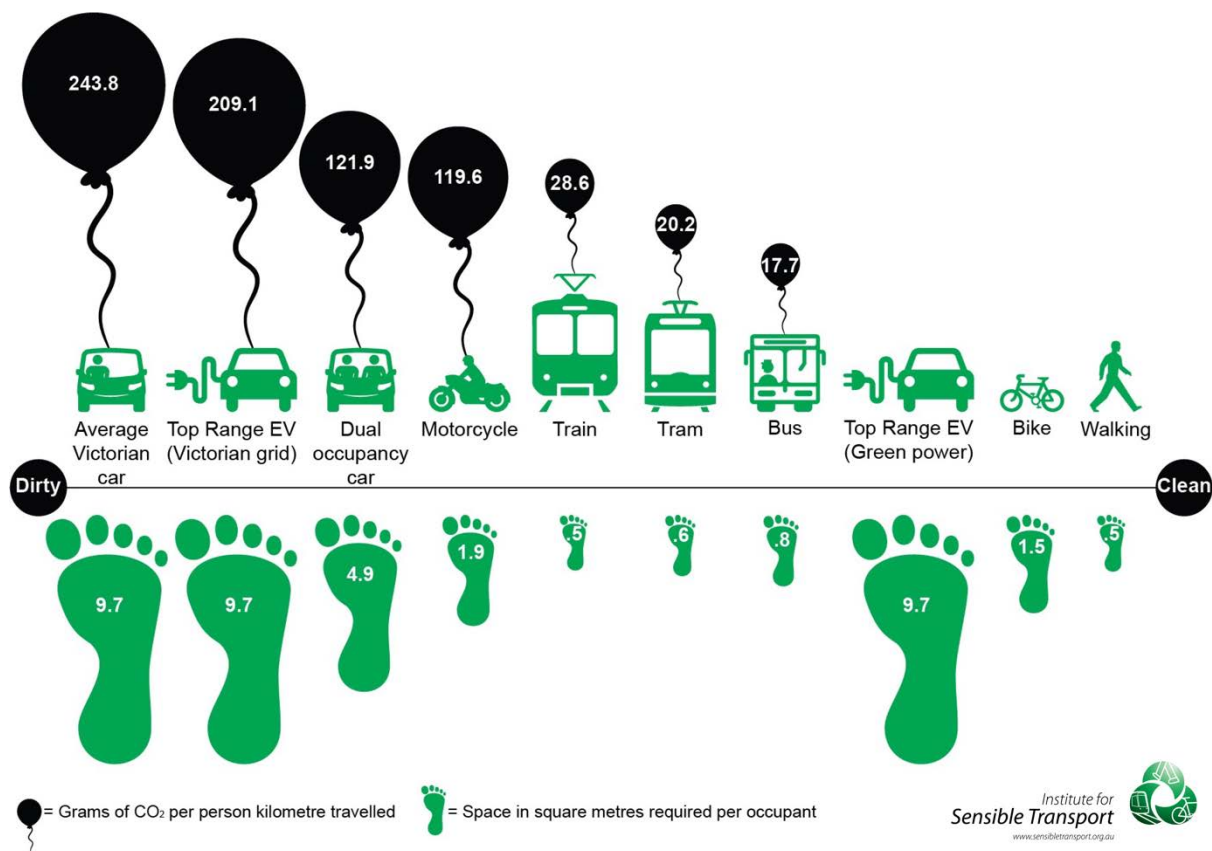 243.8
209.1
121.9
119.6
28.6
20.2
17.7
Average
Victorian
car
Top Range EV
(Victorian grid)
Dual
occupancy
car
Motorcycle
Train
Tram
Bus
Top Range EV
(Green power)
Bike
Walking
Dirty
Clean
9.7
9.7
4.9
1.9
.5
.6
.8
9.7
1.5
.5
= Grams of CO₂ per person kilometre travelled
= Space in square metres required per occupant
Institute for
Sensible Transport
www.sensibletransport.org.au